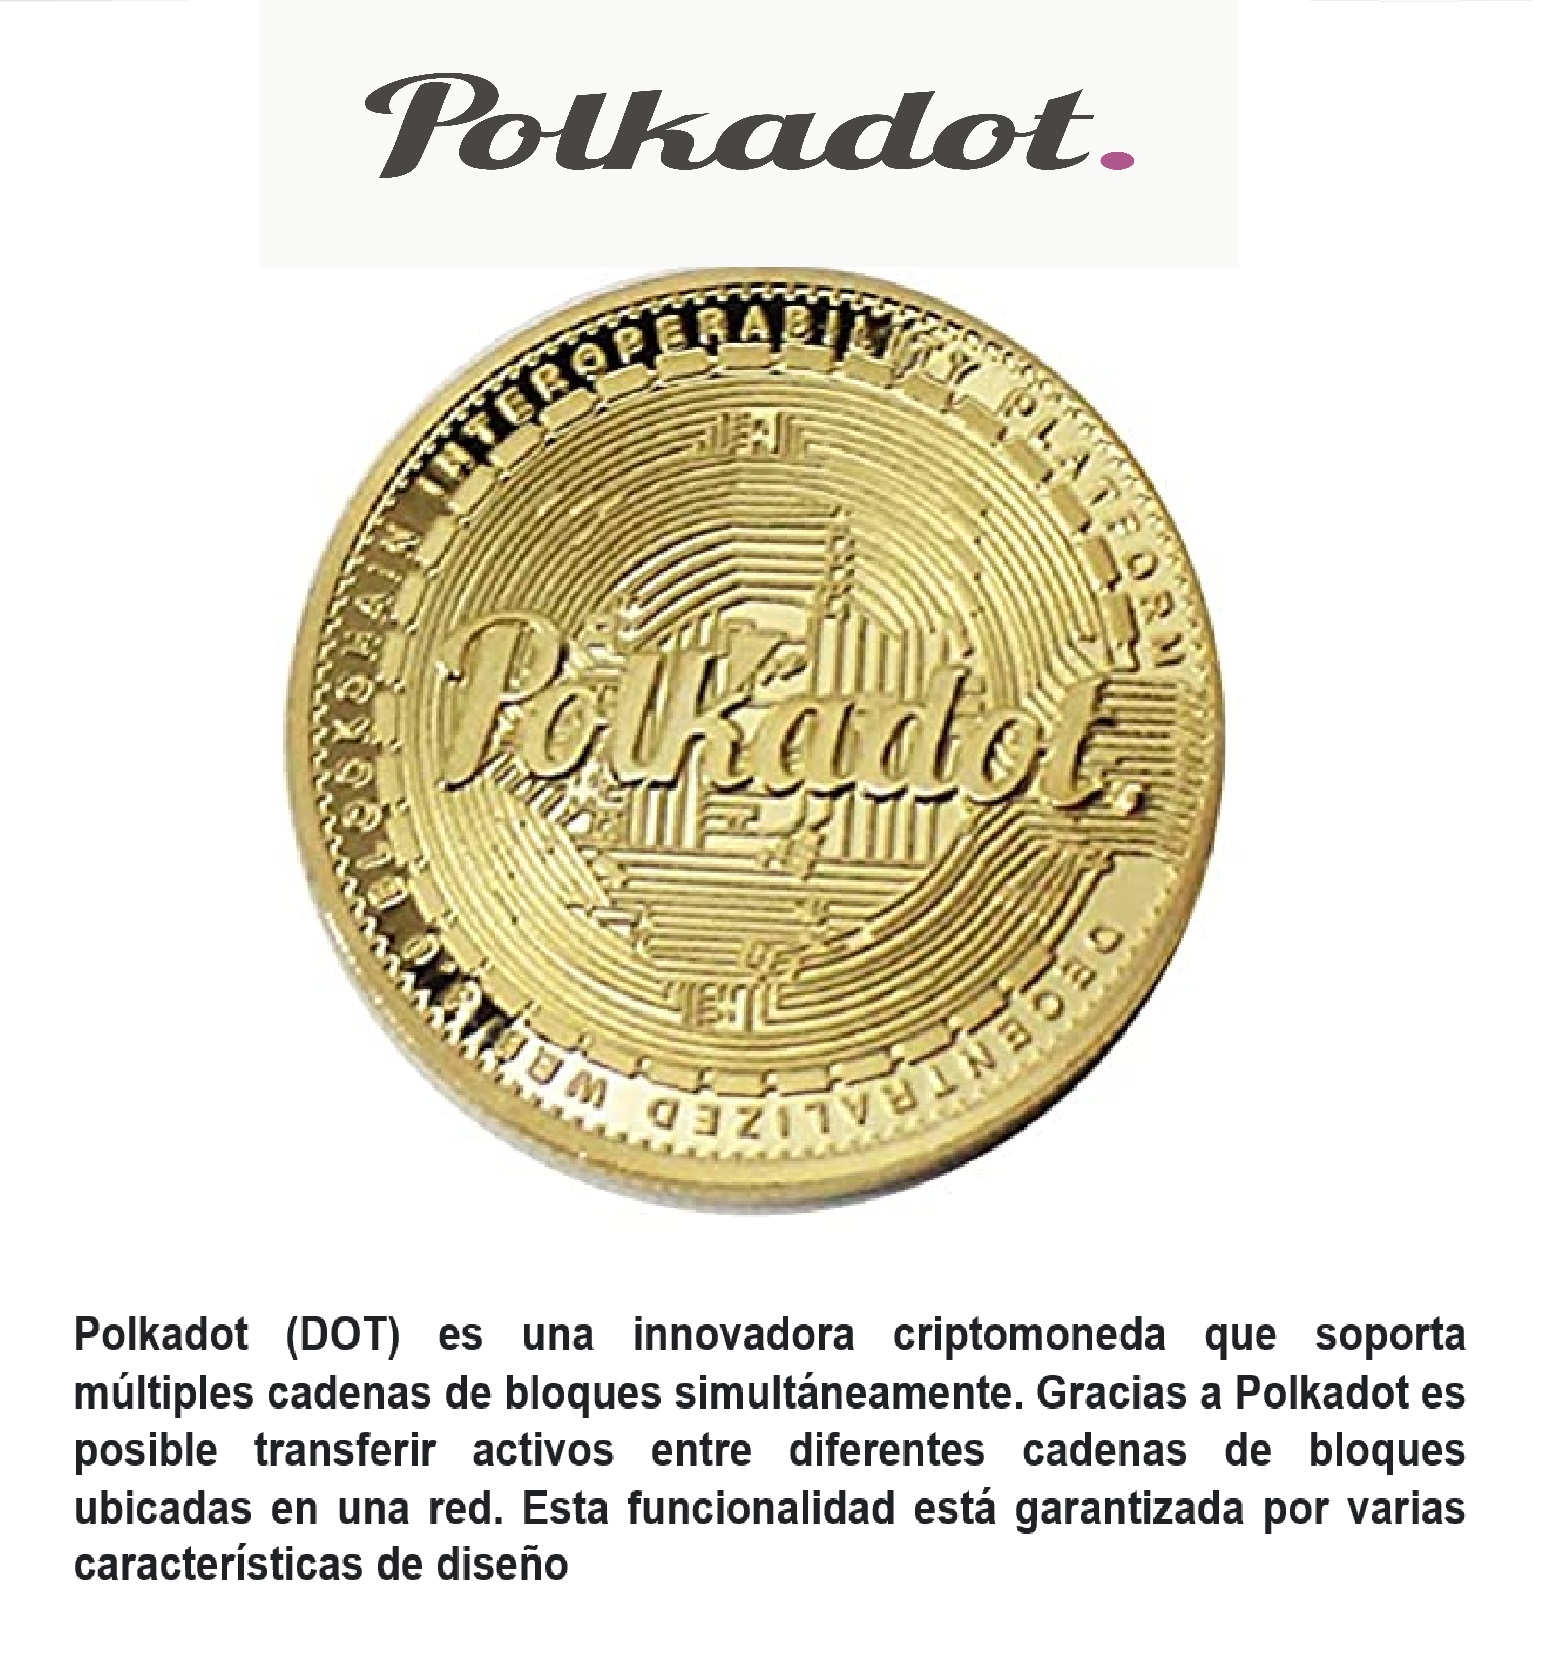 Polkadot.
BLOCKCHAIN INTEROPERABILITY PLATFORM
Polkadot.
DECENTRALIZED WEB
Polkadot (DOT) es una innovadora criptomoneda que soporta
múltiples cadenas de bloques simultáneamente. Gracias a Polkadot es
posible transferir activos entre diferentes cadenas de bloques
ubicadas en una red. Esta funcionalidad está garantizada por varias
características de diseño